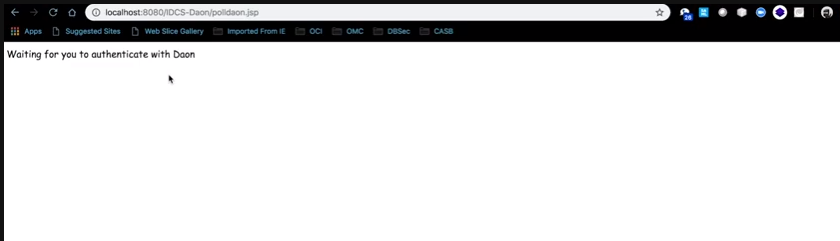 localhost:8080/IDCS-Daon/polldaon.jsp
Apps Suggested Sites Web Slice Gallery Imported From IE OCI OMC DBSec CASB
Waiting for you to authenticate with Daon